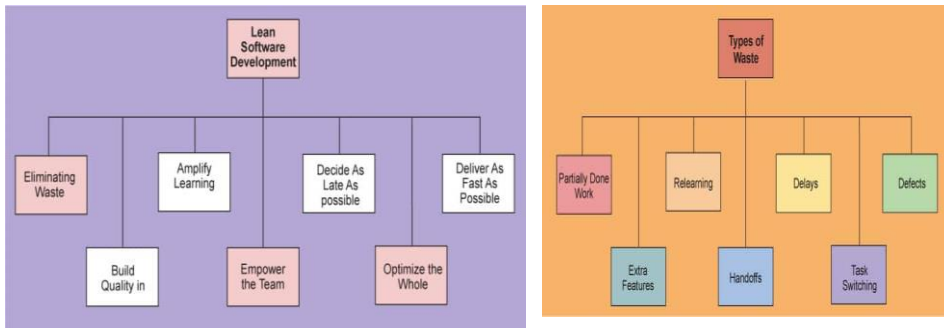 Lean
Software
Development
Eliminating
Waste
Amplify
Learning
Decide As
Late As
possible
Deliver As
Fast As
Possible
Build
Quality in
Empower
the Team
Optimize the
Whole
Types of
Waste
Partially Done
Work
Relearning
Delays
Defects
Extra
Features
Handoffs
Task
Switching